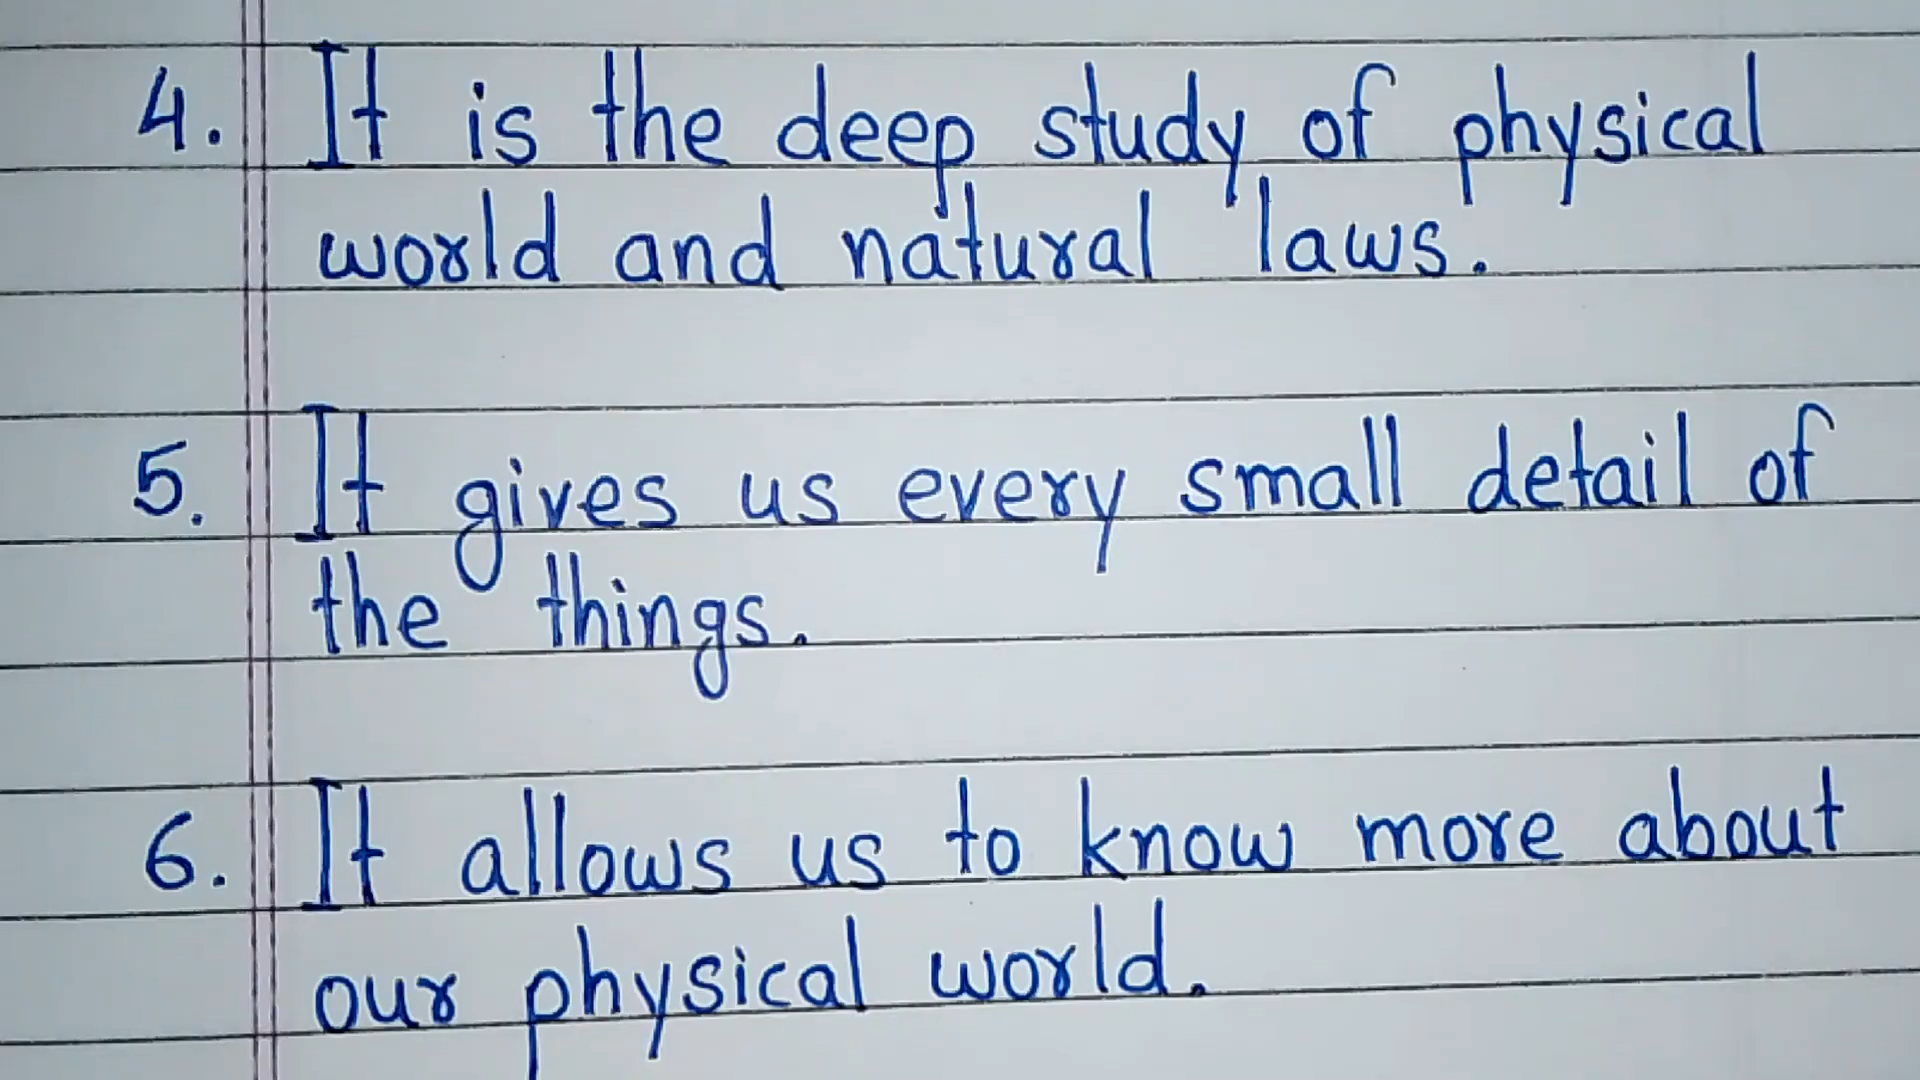 4. It is the deep study of physical
world and natural laws.
5. It gives us every small detail of
the things.
6. It allows us to know more about
our physical world.